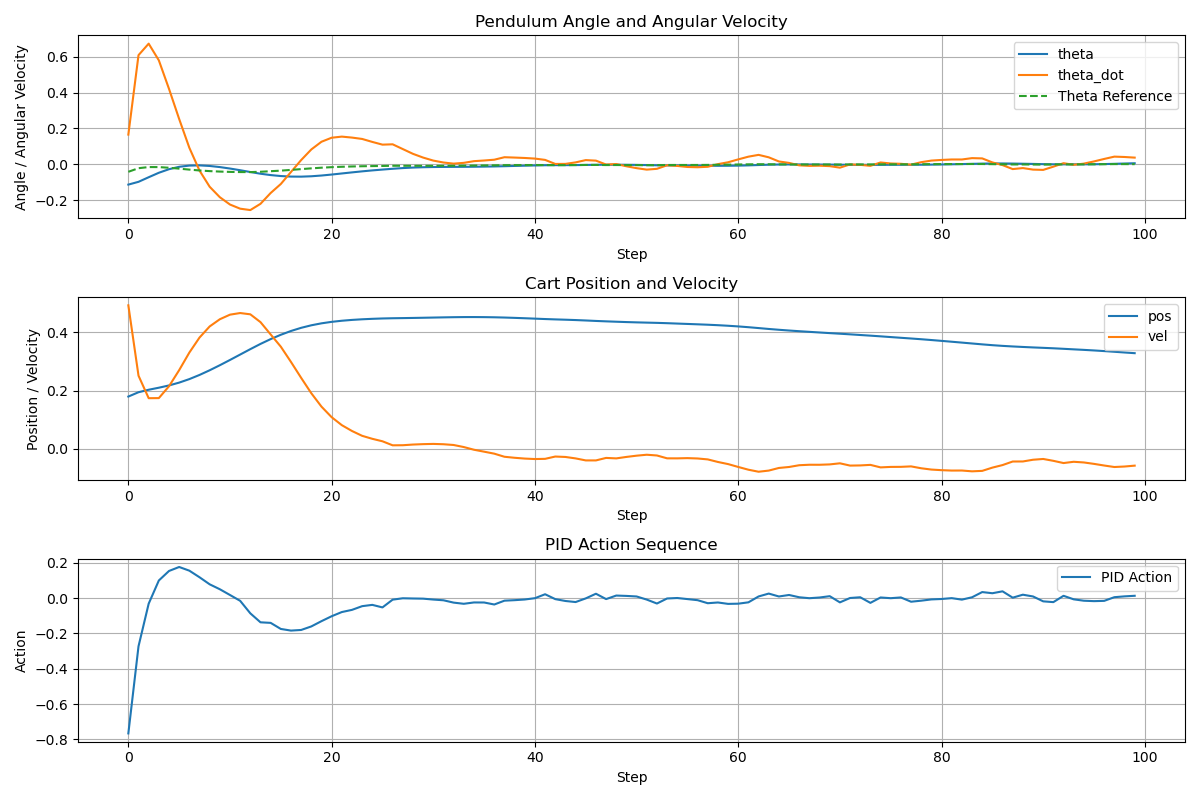 Pendulum Angle and Angular Velocity
Angle / Angular Velocity
0.6
0.4
0.2
0.0
−0.2
theta
theta_dot
Theta Reference
0 20 40 60 80 100
Step
Cart Position and Velocity
Position / Velocity
0.4
0.2
0.0
pos
vel
0 20 40 60 80 100
Step
PID Action Sequence
Action
0.2
0.0
−0.2
−0.4
−0.6
−0.8
PID Action
0 20 40 60 80 100
Step